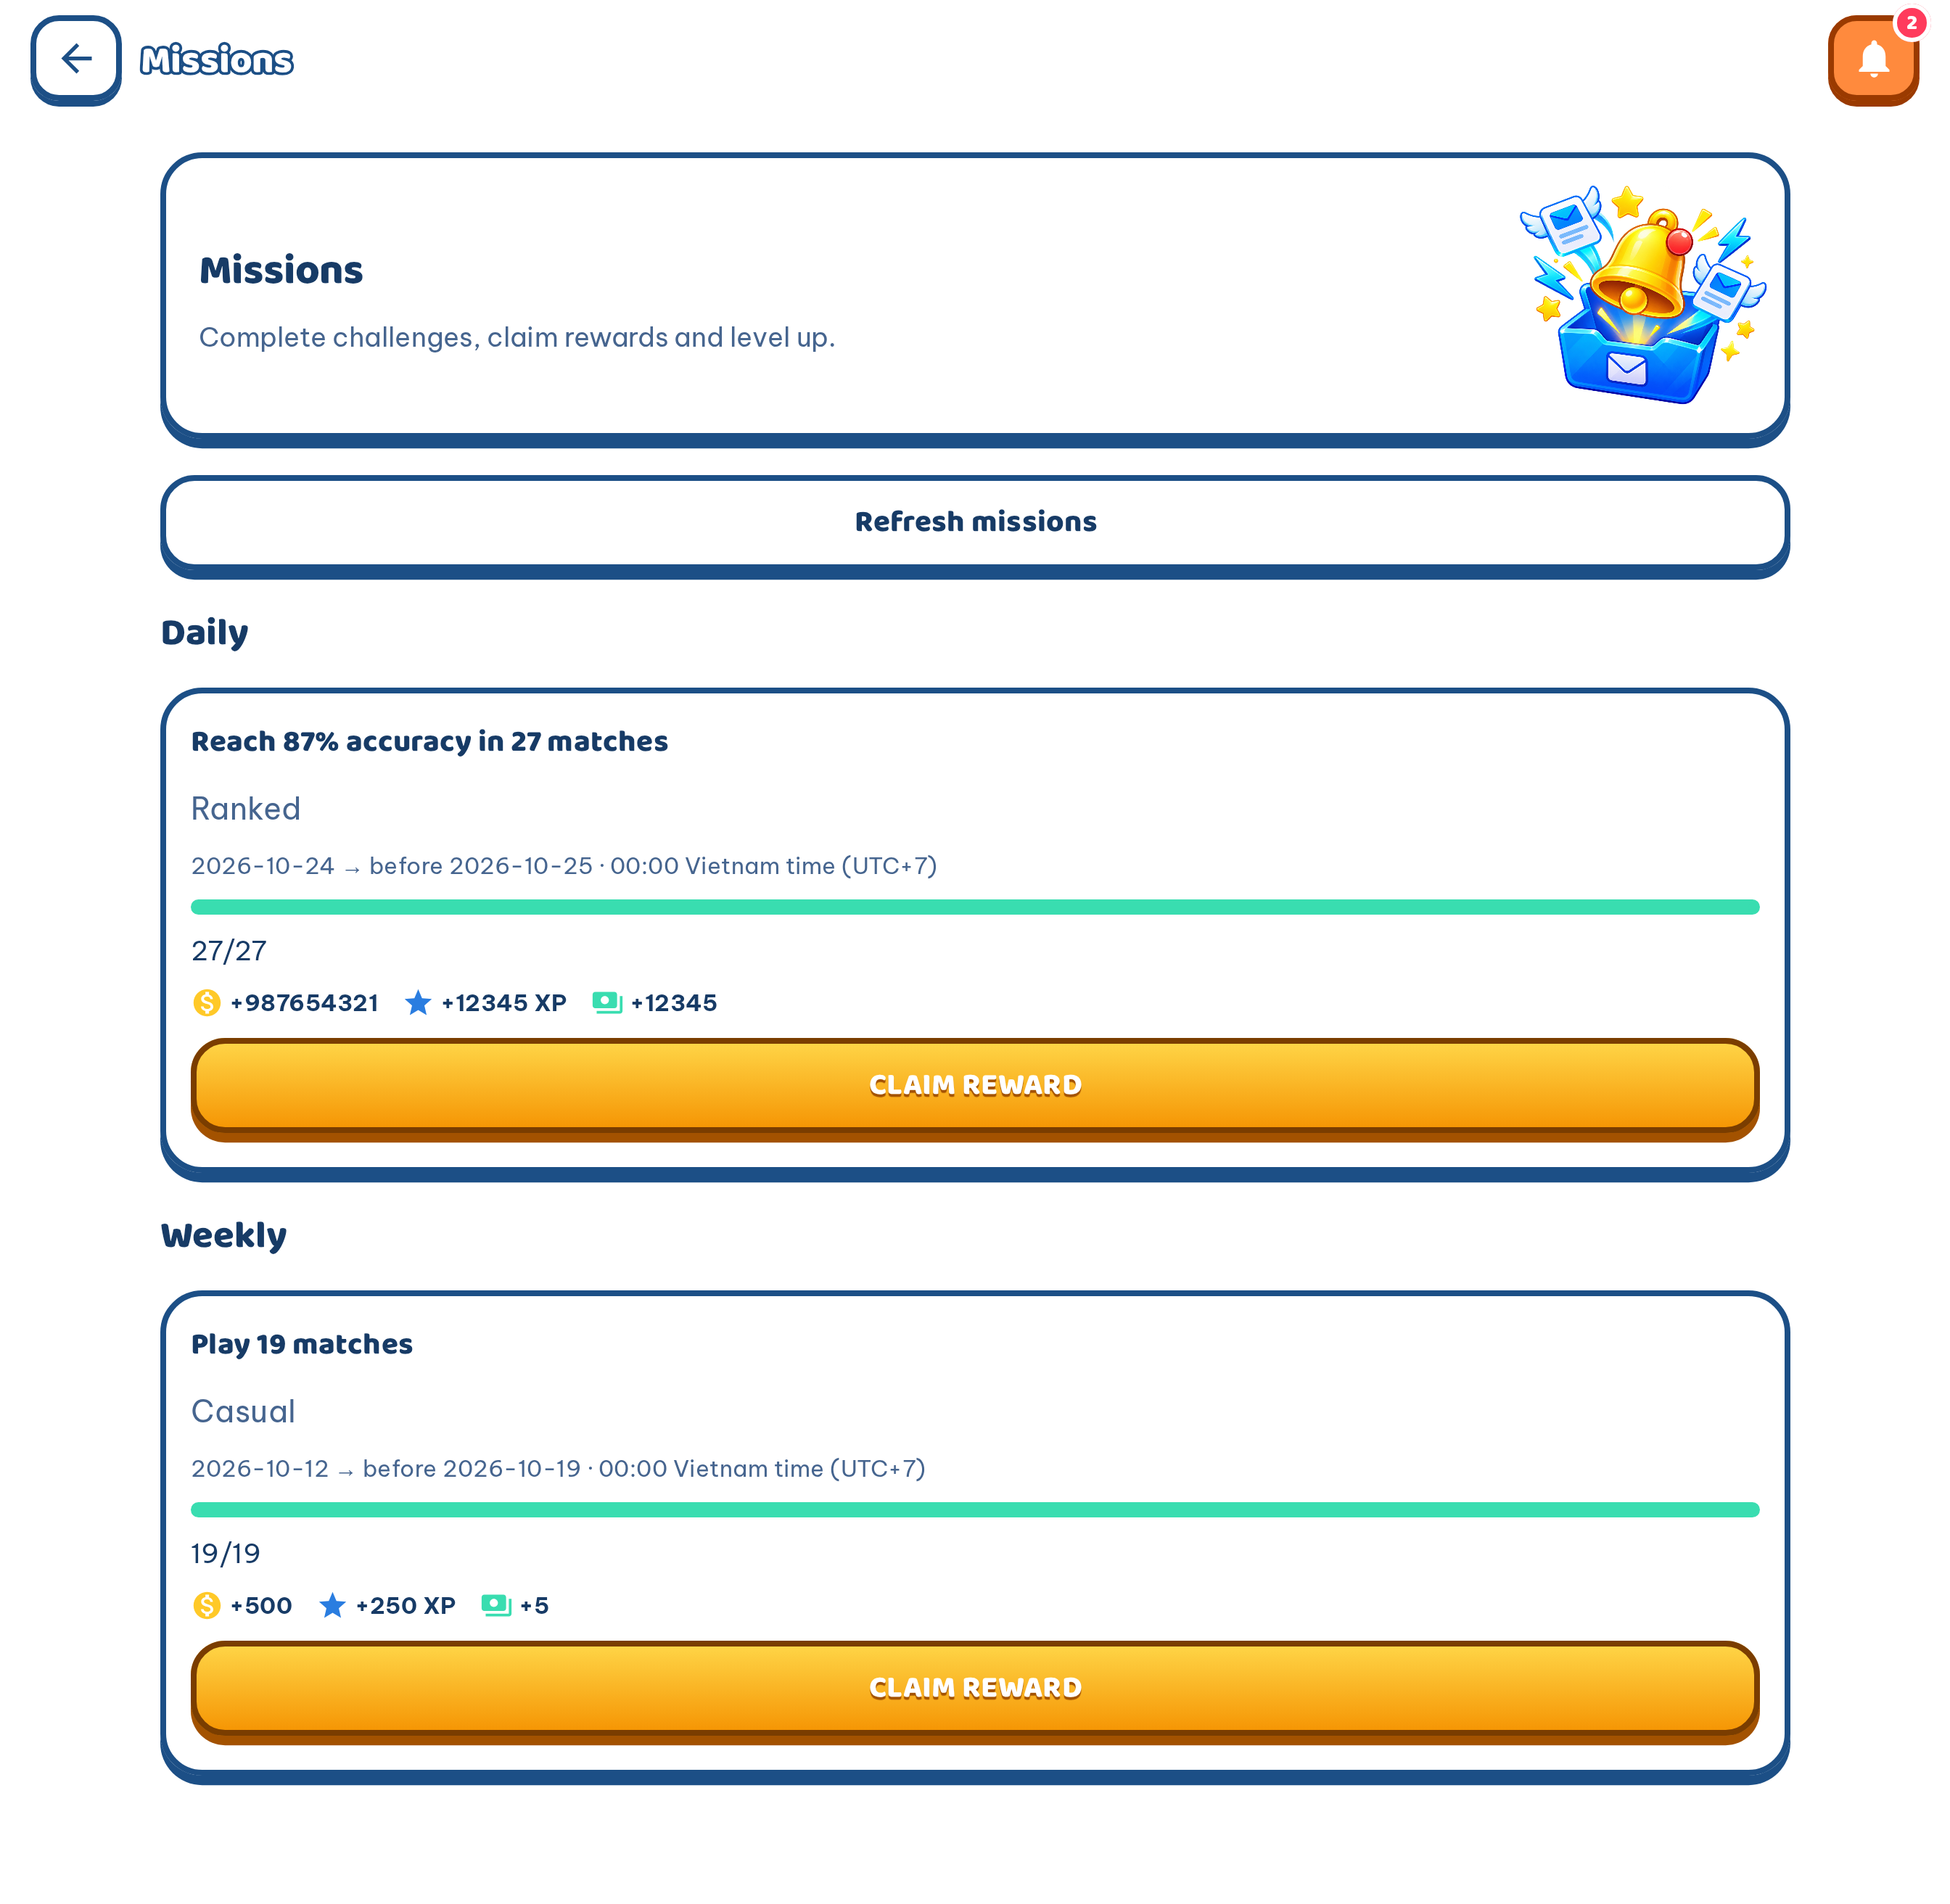 Missions
2
Missions
Complete challenges, claim rewards and level up.
Refresh missions
Daily
Reach 87% accuracy in 27 matches
Ranked
2026-10-24 → before 2026-10-25 · 00:00 Vietnam time (UTC+7)
27/27
+987654321 +12345 XP +12345
CLAIM REWARD
Weekly
Play 19 matches
Casual
2026-10-12 → before 2026-10-19 · 00:00 Vietnam time (UTC+7)
19/19
+500 +250 XP +5
CLAIM REWARD